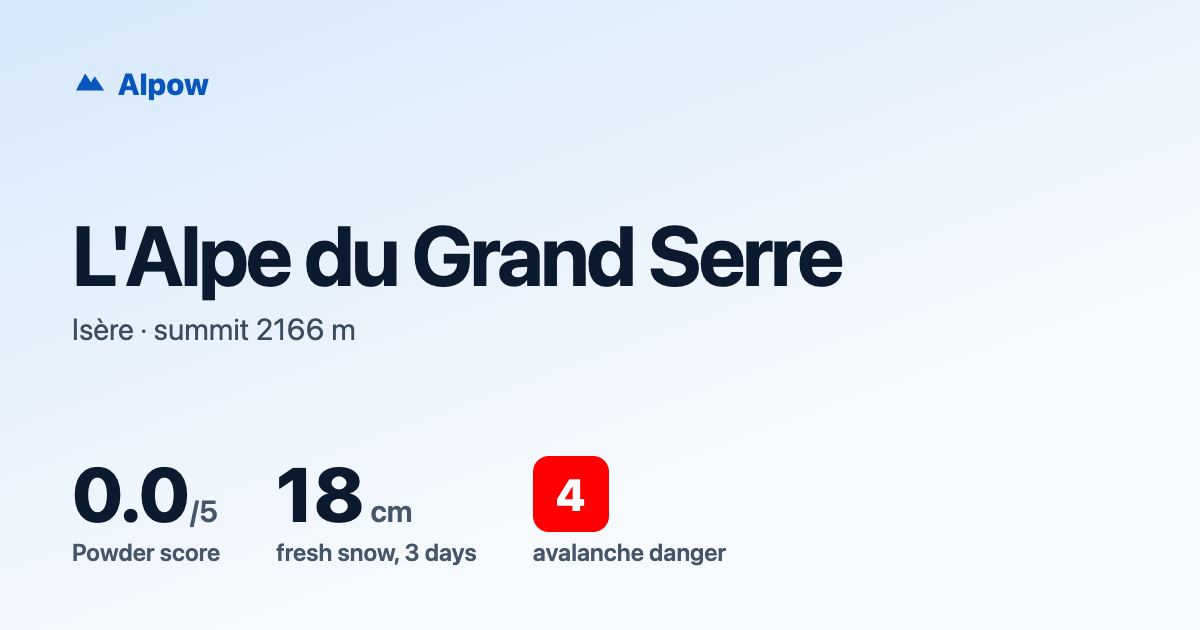 Alpow
L'Alpe du Grand Serre
Isère · summit 2166 m
0.0/5
Powder score
18 cm
fresh snow, 3 days
4
avalanche danger